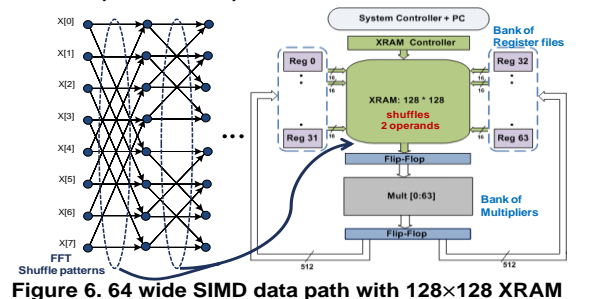 X[0]
X[1]
X[2]
X[3]
X[4]
X[5]
X[6]
X[7]
FFT
Shuffle patterns
...
System Controller + PC
XRAM Controller
Bank of
Register files
Reg 0
Reg 31
Reg 32
Reg 63
16
16
16
16
16
16
XRAM: 128 * 128
shuffles
2 operands
Flip-Flop
Mult [0:63]
Bank of
Multipliers
Flip-Flop
512
512
Figure 6. 64 wide SIMD data path with 128×128 XRAM